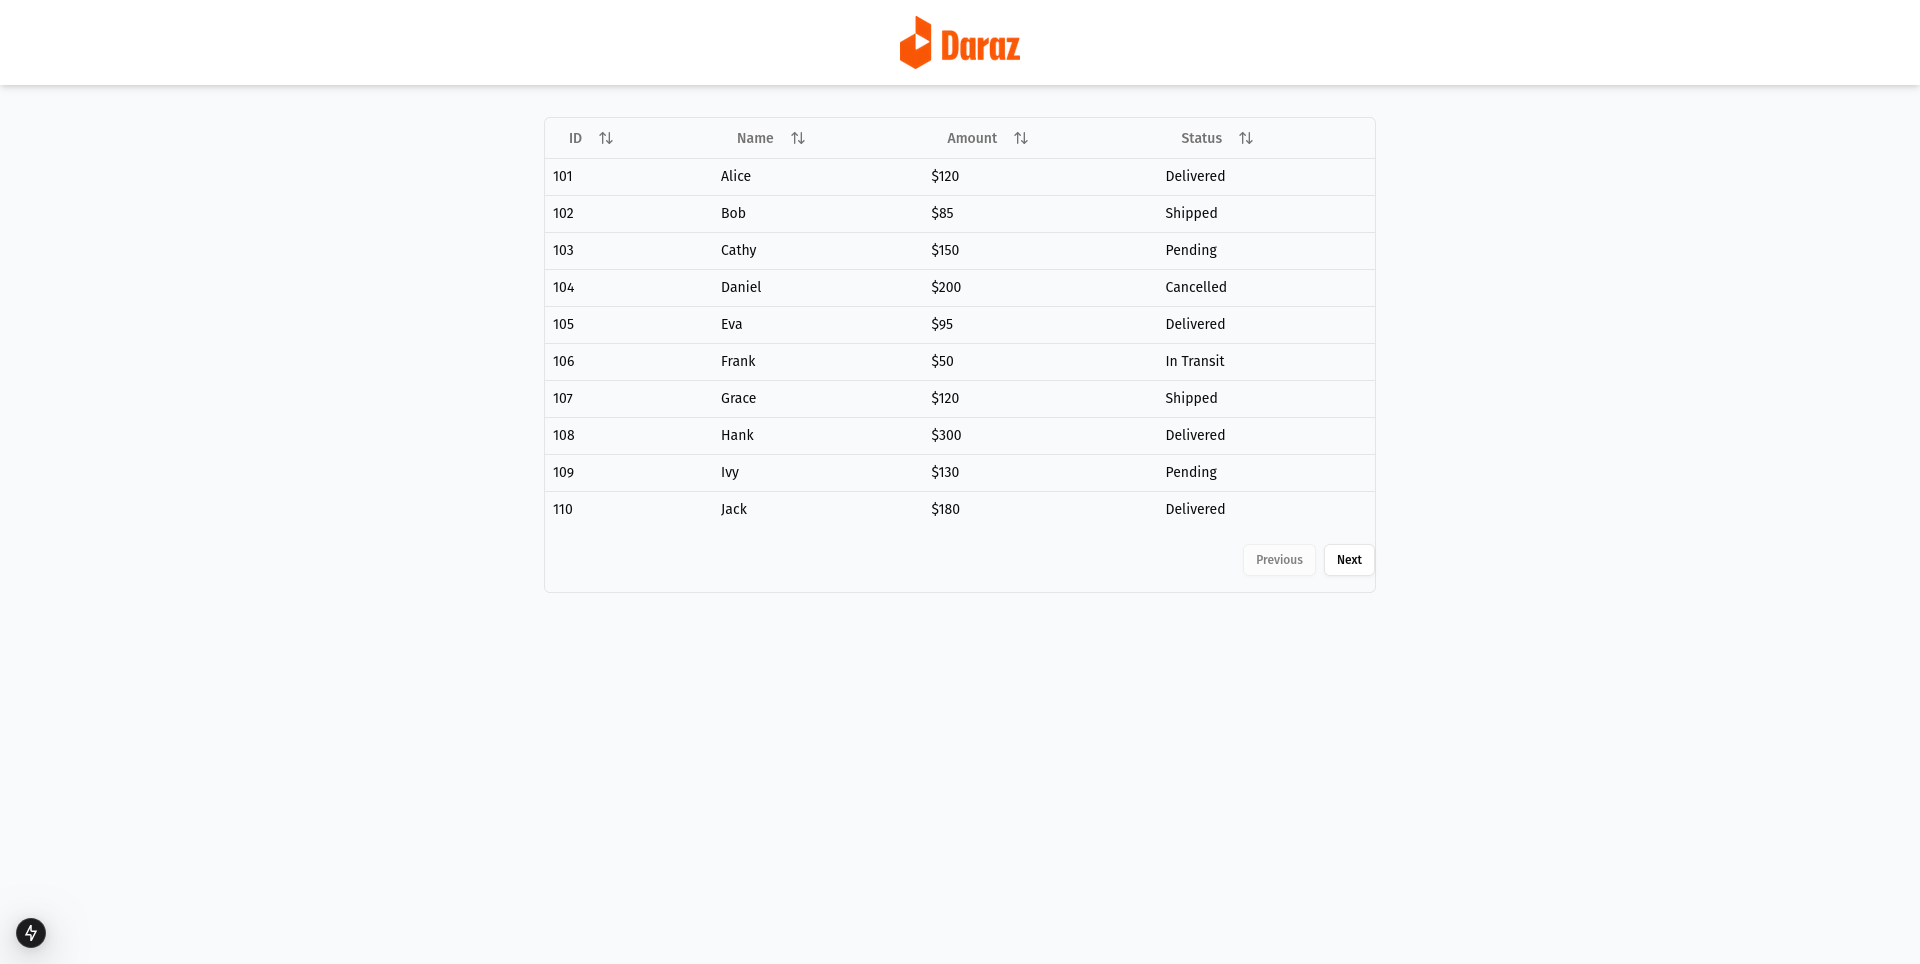 Daraz
ID Name Amount Status
101 Alice $120 Delivered
102 Bob $85 Shipped
103 Cathy $150 Pending
104 Daniel $200 Cancelled
105 Eva $95 Delivered
106 Frank $50 In Transit
107 Grace $120 Shipped
108 Hank $300 Delivered
109 Ivy $130 Pending
110 Jack $180 Delivered
Previous Next